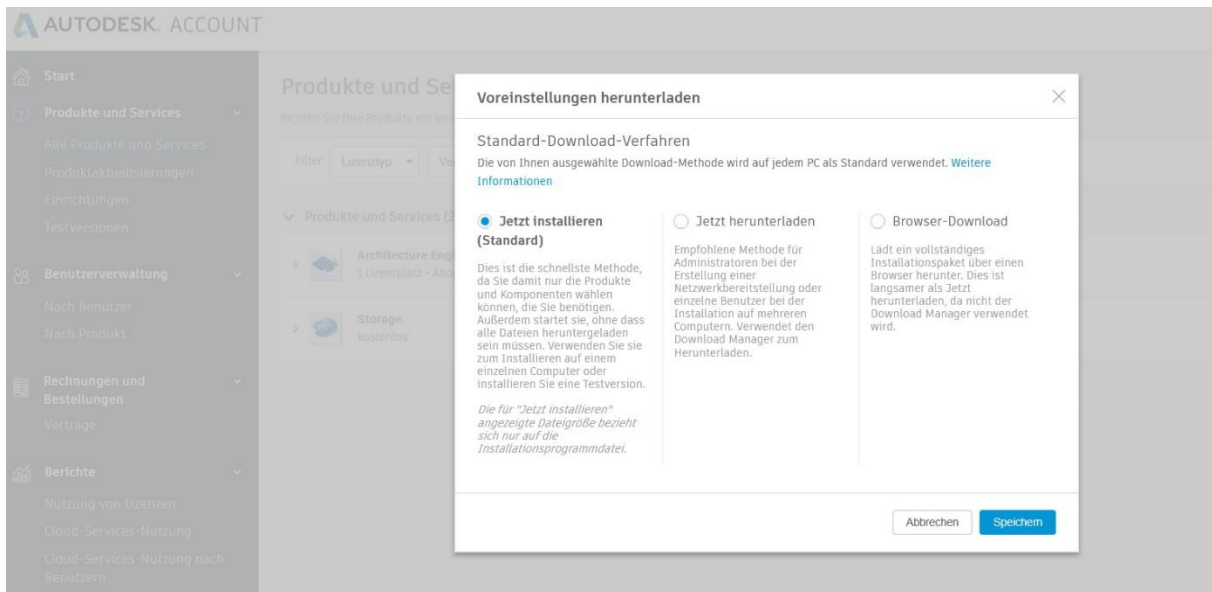 AUTODESK. ACCOUNT
Start
Produkte und Services
Alle Produkte und Services
Produktaktualisierungen
Einrichtungen
Testversionen
Benutzerverwaltung
Nach Benutzer
Nach Produkt
Rechnungen und
Bestellungen
Verträge
Berichte
Nutzung von Lizenzen
Cloud-Services-Nutzung
Cloud-Services-Nutzung nach
Benutzern
Produkte und Se
Richten Sie Ihre Produkte ein und
Filter Lizenztyp
Produkte und Services
Architecture Engi
1 Lizenzplatz • Abo
Storage
kostenlos
Voreinstellungen herunterladen
Standard-Download-Verfahren
Die von Ihnen ausgewählte Download-Methode wird auf jedem PC als Standard verwendet. Weitere
Informationen
Jetzt installieren
(Standard)
Dies ist die schnellste Methode,
da Sie damit nur die Produkte
und Komponenten wählen
können, die Sie benötigen.
Außerdem startet sie, ohne dass
alle Dateien heruntergeladen
sein müssen. Verwenden Sie sie
zum Installieren auf einem
einzelnen Computer oder
installieren Sie eine Testversion.
Die für "Jetzt installieren"
angezeigte Dateigröße bezieht
sich nur auf die
Installationsprogrammdatei.
Jetzt herunterladen
Empfohlene Methode für
Administratoren bei der
Erstellung einer
Netzwerkbereitstellung oder
einzelne Benutzer bei der
Installation auf mehreren
Computern. Verwendet den
Download Manager zum
Herunterladen.
Browser-Download
Lädt ein vollständiges
Installationspaket über einen
Browser herunter. Dies ist
langsamer als Jetzt
herunterladen, da nicht der
Download Manager verwendet
wird.
Abbrechen
Speichern